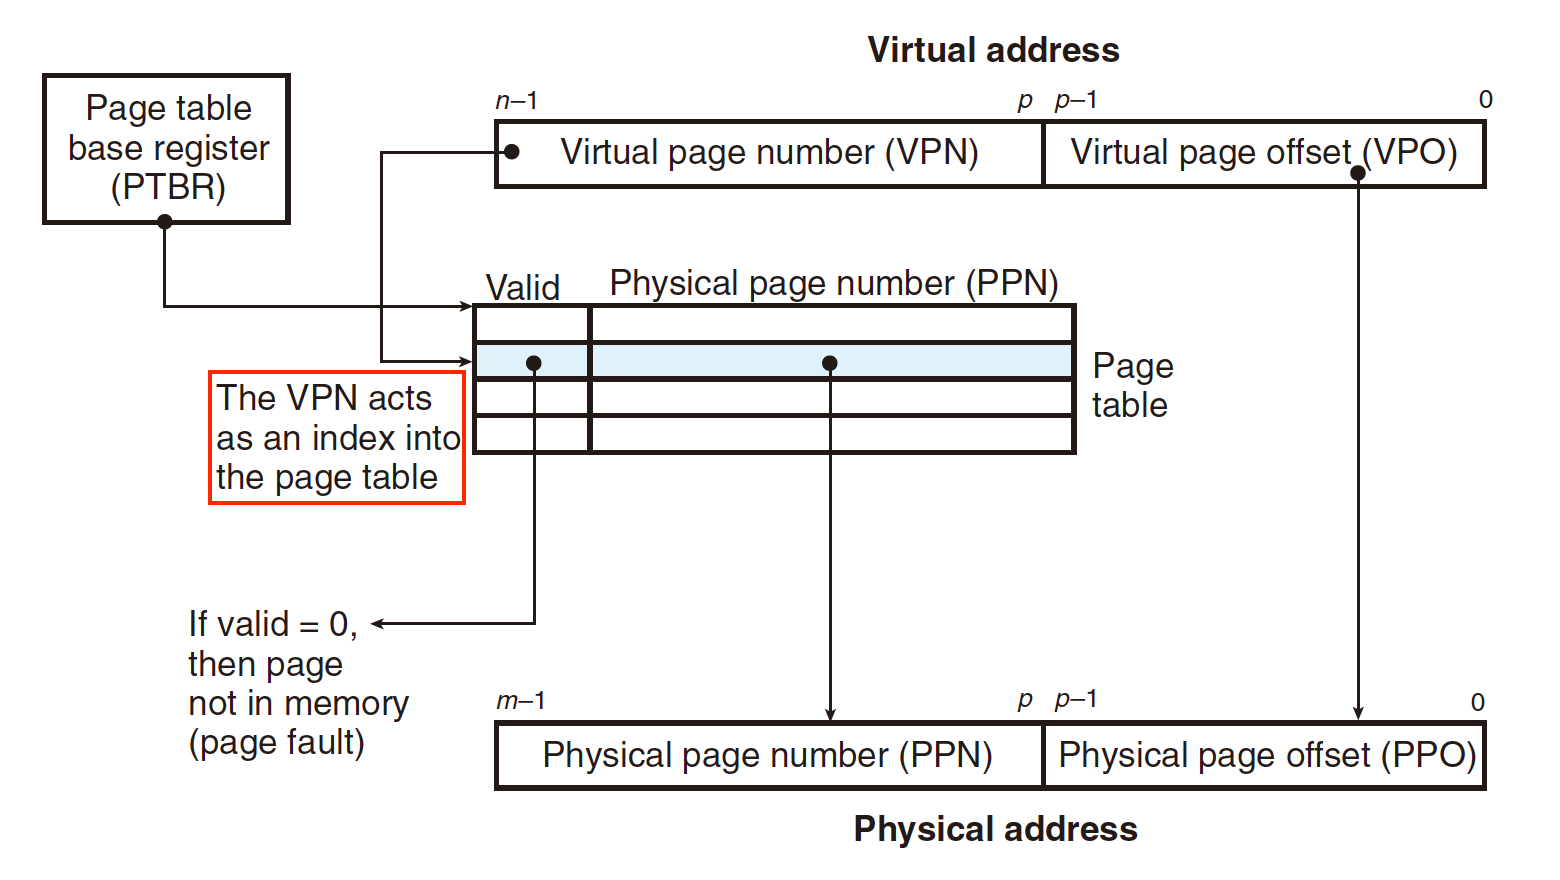 Virtual address
n–1
p
p–1
0
Page table
base register
(PTBR)
Virtual page number (VPN)
Virtual page offset (VPO)
Valid
Physical page number (PPN)
Page
table
The VPN acts
as an index into
the page table
If valid = 0,
then page
not in memory
(page fault)
m–1
p
p–1
0
Physical page number (PPN)
Physical page offset (PPO)
Physical address